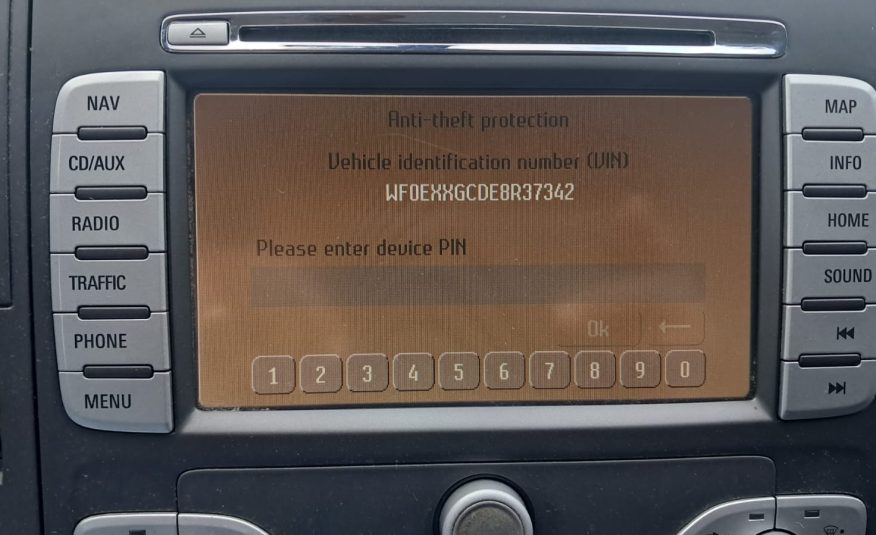 NAV
CD/AUX
RADIO
TRAFFIC
PHONE
MENU
Anti-theft protection
Vehicle identification number (VIN)
WF0EXXGCDE8R37342
Please enter device PIN
Ok
1 2 3 4 5 6 7 8 9 0
MAP
INFO
HOME
SOUND